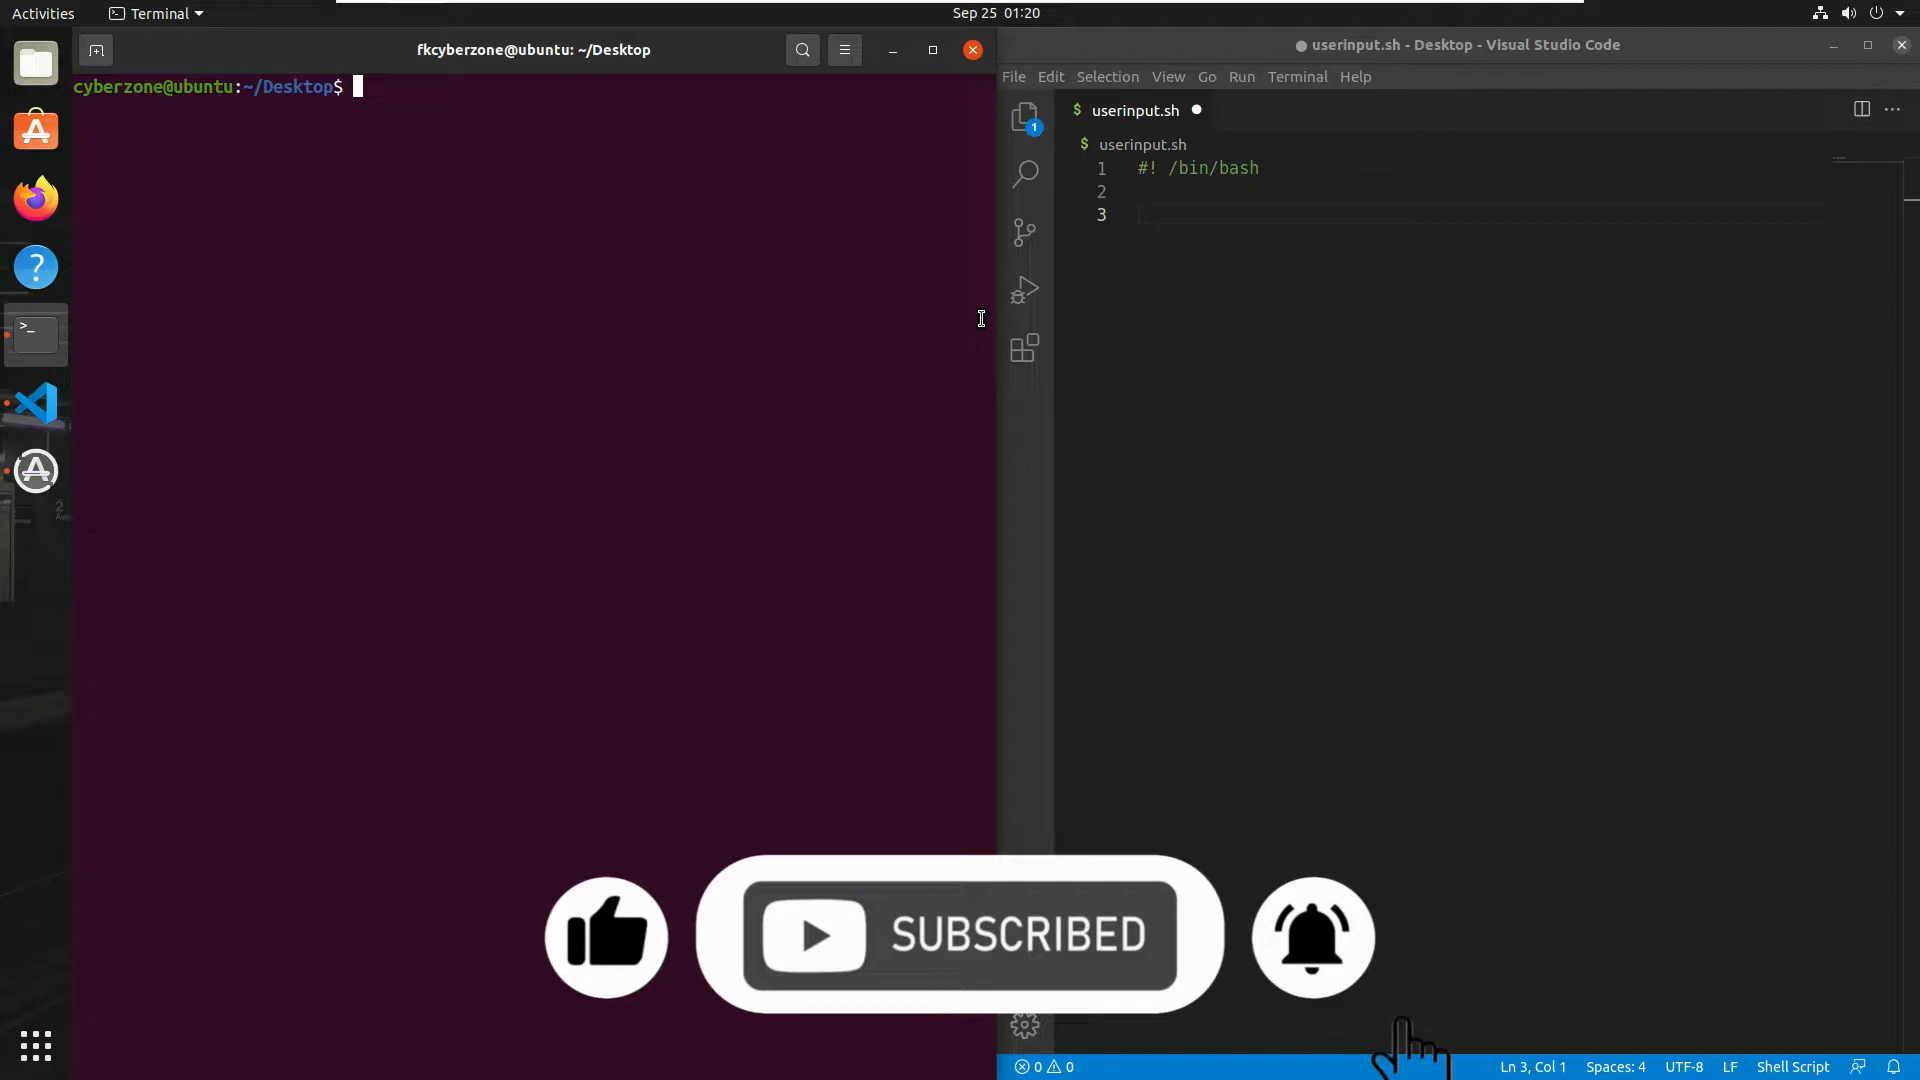 Activities
Terminal
Sep 25 01:20
fkcyberzone@ubuntu: ~/Desktop
cyberzone@ubuntu:~/Desktop$
userinput.sh - Desktop - Visual Studio Code
File Edit Selection View Go Run Terminal Help
1
$ userinput.sh
$ userinput.sh
1 #! /bin/bash
2
3
SUBSCRIBED
0 0
Ln 3, Col 1 Spaces: 4 UTF-8 LF Shell Script